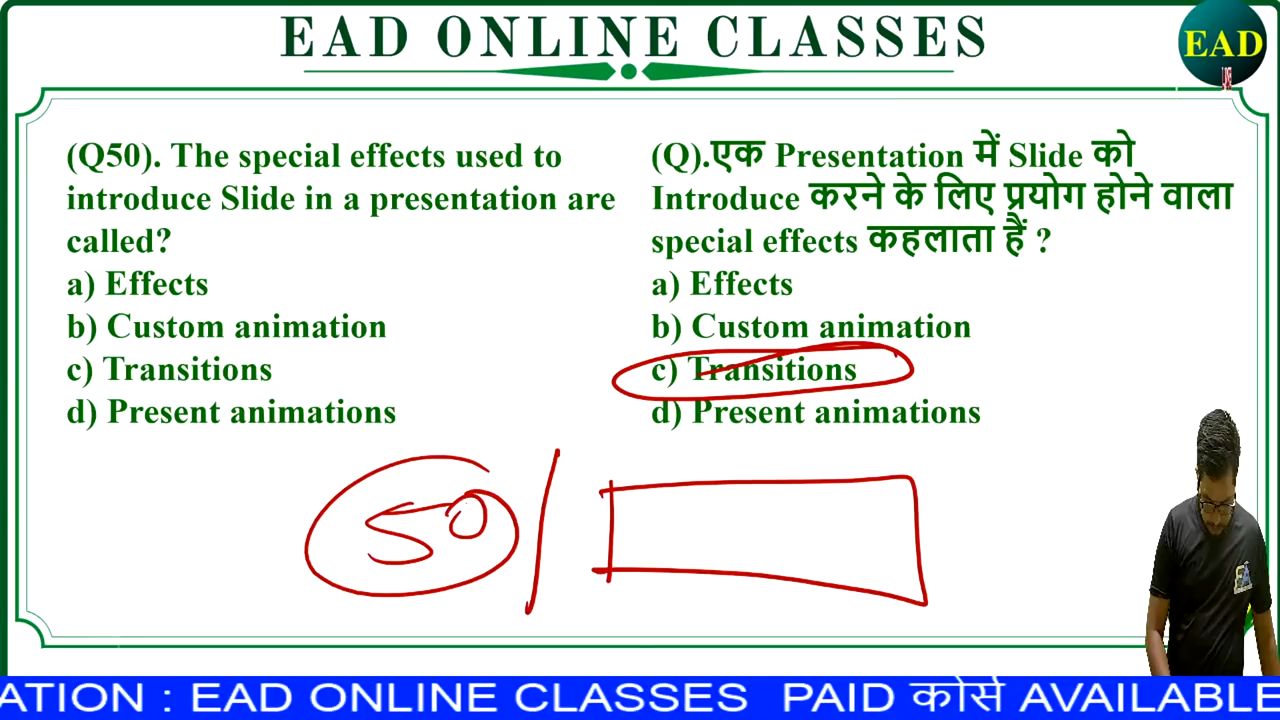 EAD ONLINE CLASSES
EAD
LIVE
(Q50). The special effects used to
introduce Slide in a presentation are
called?
a) Effects
b) Custom animation
c) Transitions
d) Present animations
(Q).एक Presentation में Slide को
Introduce करने के लिए प्रयोग होने वाला
special effects कहलाता हैं ?
a) Effects
b) Custom animation
c) Transitions
d) Present animations
50/
ATION : EAD ONLINE CLASSES PAID कोर्स AVAILABLE